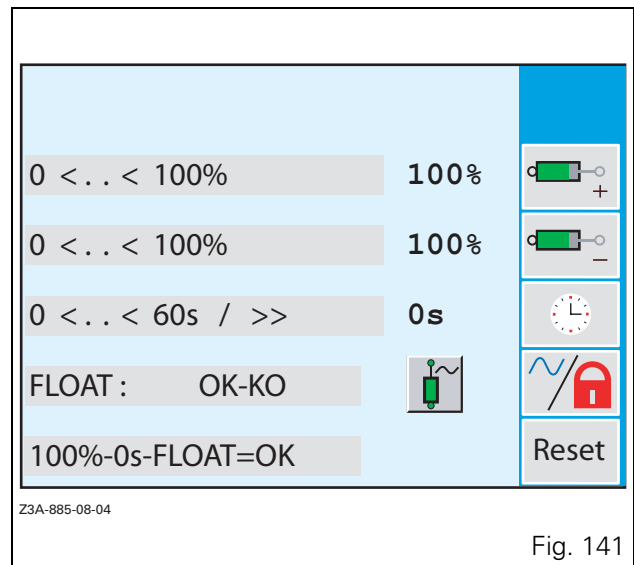 0 <..< 100% 100% +
0 <..< 100% 100% −
0 <..< 60s / >> 0s
FLOAT: OK-KO
100%-0s-FLOAT=OK Reset
Z3A-885-08-04
Fig. 141